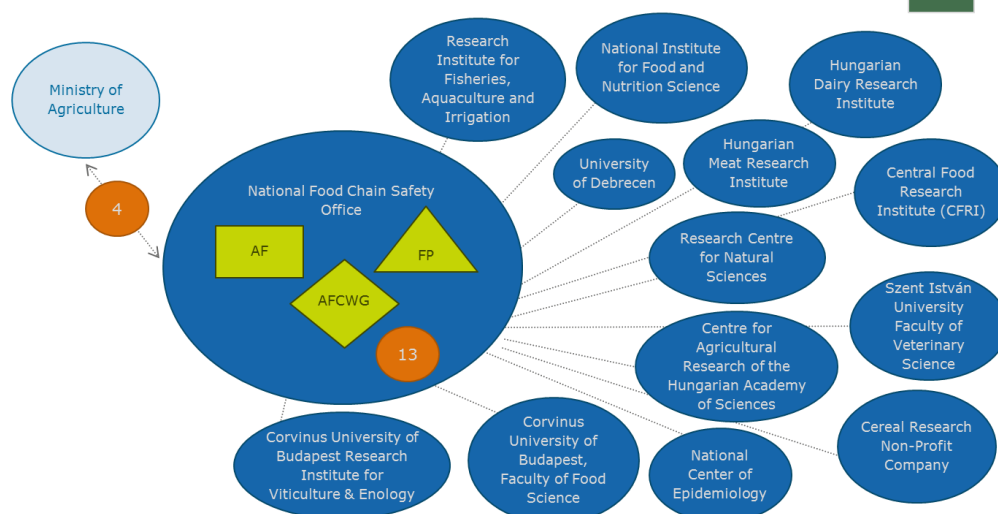 Research
Institute for
Fisheries,
Aquaculture and
Irrigation
National Institute
for Food and
Nutrition Science
Hungarian
Dairy Research
Institute
Ministry of
Agriculture
Hungarian
Meat Research
Institute
University
of Debrecen
Central Food
Research
Institute (CFRI)
4
National Food Chain Safety
Office
AF
FP
AFCWG
13
Research Centre
for Natural
Sciences
Szent István
University
Faculty of
Veterinary
Science
Centre for
Agricultural
Research of the
Hungarian Academy
of Sciences
Corvinus University of
Budapest Research
Institute for
Viticulture & Enology
Corvinus
University of
Budapest,
Faculty of Food
Science
National
Center of
Epidemiology
Cereal Research
Non-Profit
Company